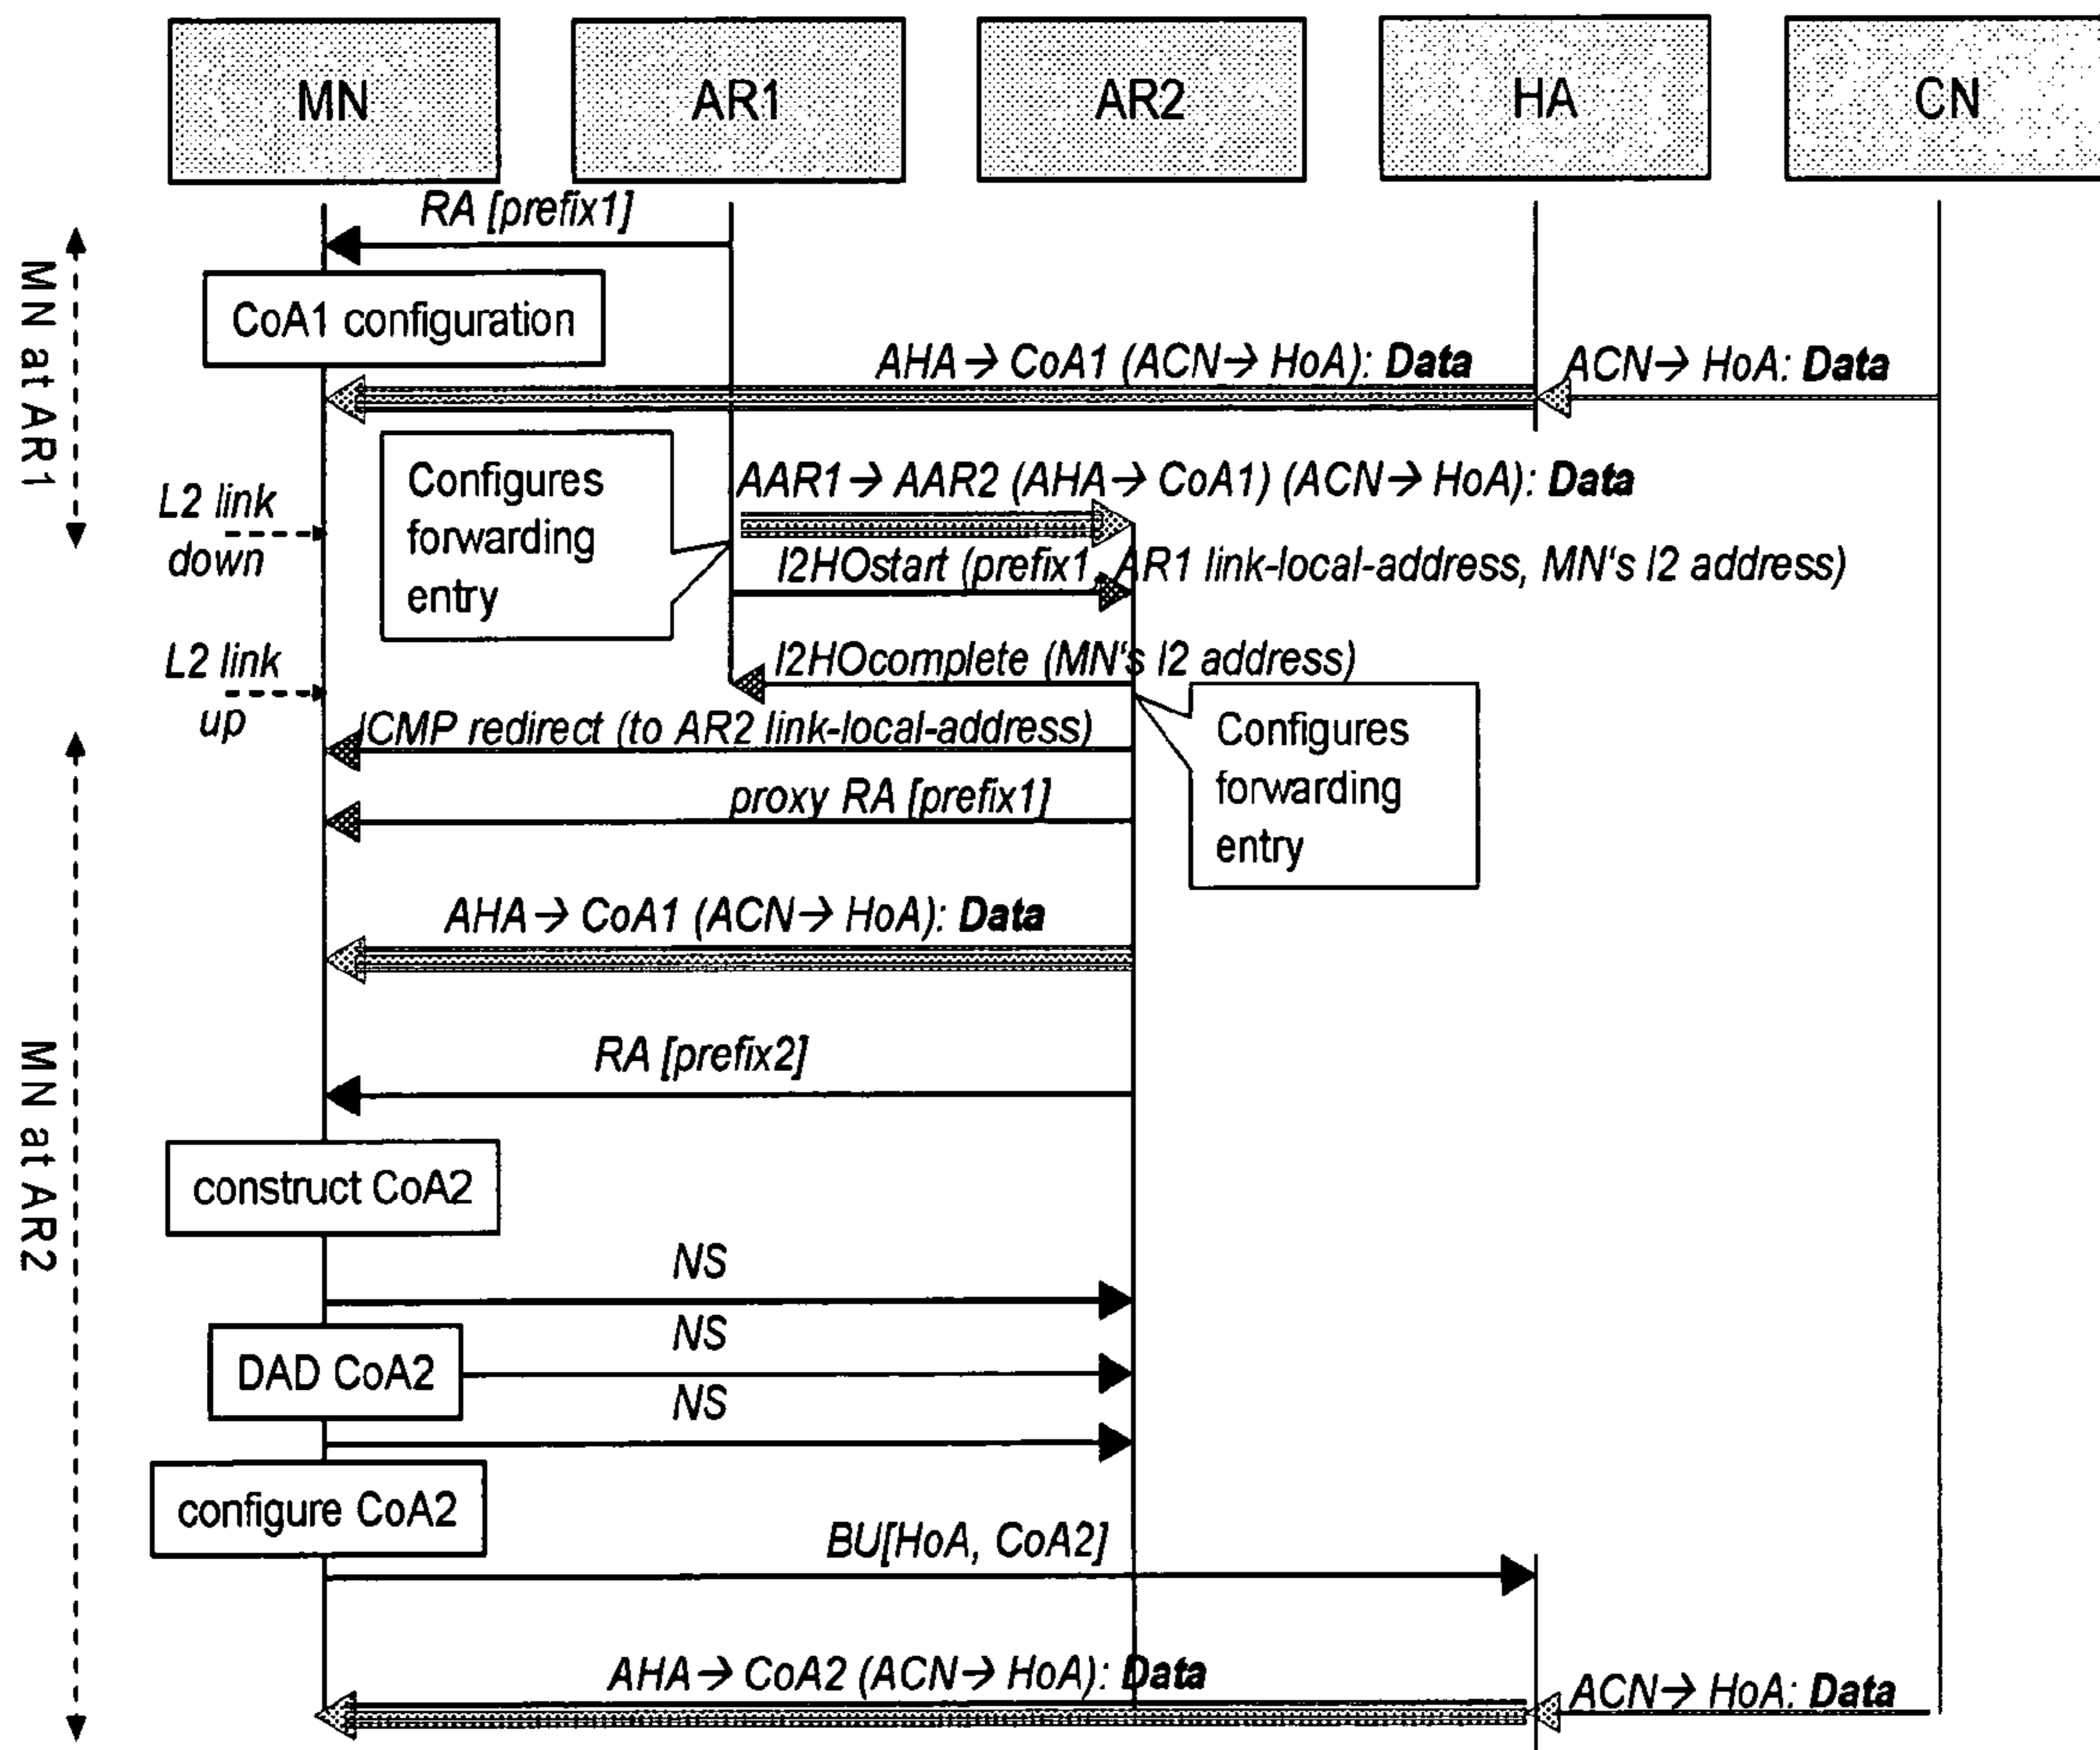 MN
AR1
AR2
HA
CN
RA [prefix1]
MN at AR1
CoA1 configuration
AHA→ CoA1 (ACN→ HoA): Data
ACN→ HoA: Data
Configures
forwarding
entry
AAR1→ AAR2 (AHA→ CoA1) (ACN→ HoA): Data
L2 link
down
l2HOstart (prefix1, AR1 link-local-address, MN's l2 address)
L2 link
up
l2HOcomplete (MN's l2 address)
ICMP redirect (to AR2 link-local-address)
Configures
forwarding
entry
proxy RA [prefix1]
AHA→ CoA1 (ACN→ HoA): Data
MN at AR2
RA [prefix2]
construct CoA2
NS
NS
DAD CoA2
NS
configure CoA2
BU[HoA, CoA2]
AHA→ CoA2 (ACN→ HoA): Data
ACN→ HoA: Data